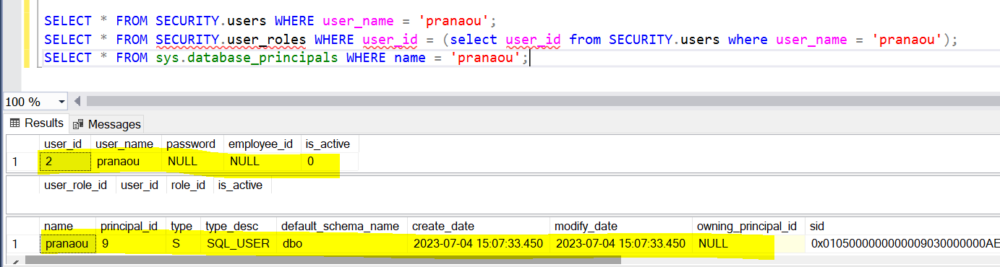 SELECT * FROM SECURITY.users WHERE user_name = 'pranaou';
SELECT * FROM SECURITY.user_roles WHERE user_id = (select user_id from SECURITY.users where user_name = 'pranaou');
SELECT * FROM sys.database_principals WHERE name = 'pranaou';
100 %
Results Messages
user_id user_name password employee_id is_active
1 2 pranaou NULL NULL 0
user_role_id user_id role_id is_active
name principal_id type type_desc default_schema_name create_date modify_date owning_principal_id sid
1 pranaou 9 S SQL_USER dbo 2023-07-04 15:07:33.450 2023-07-04 15:07:33.450 NULL